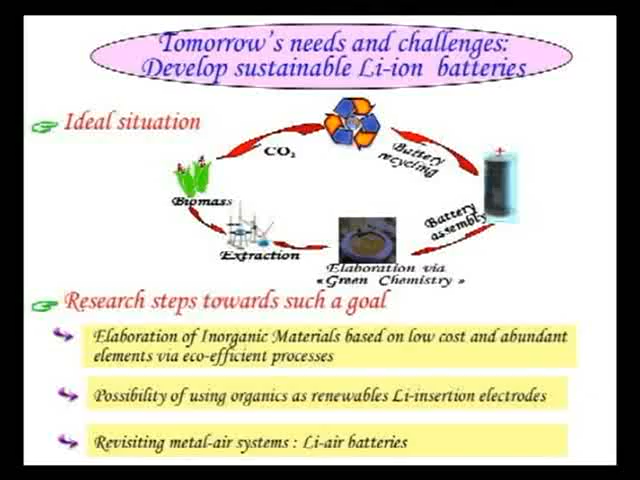 Tomorrow's needs and challenges:
Develop sustainable Li-ion batteries
Ideal situation
CO2
Battery
recycling
+
Biomass
Battery
assembly
Extraction
Elaboration via
« Green Chemistry »
Research steps towards such a goal
Elaboration of Inorganic Materials based on low cost and abundant
elements via eco-efficient processes
Possibility of using organics as renewables Li-insertion electrodes
Revisiting metal-air systems : Li-air batteries